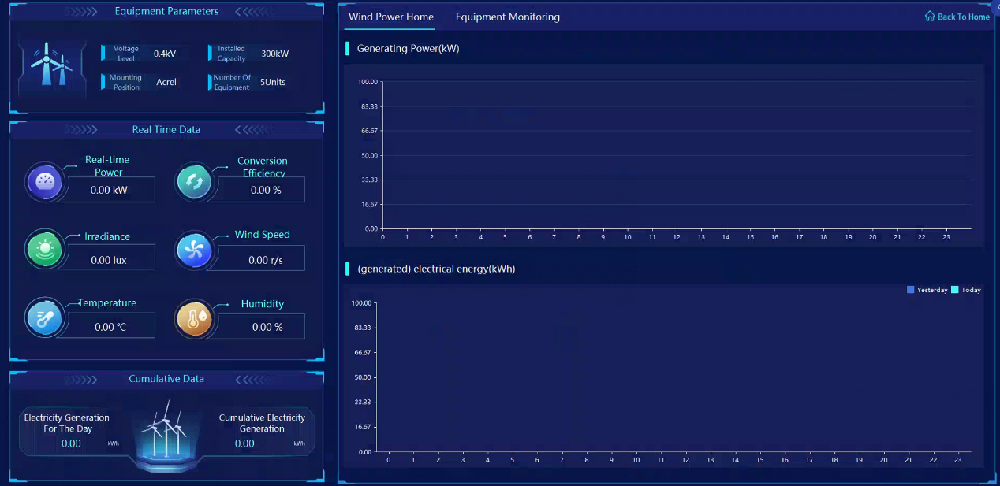 Equipment Parameters
Voltage Level 0.4kV
Installed Capacity 300kW
Mounting Position Acrel
Number Of Equipment 5Units
Real Time Data
Real-time Power
0.00 kW
Conversion Efficiency
0.00 %
Irradiance
0.00 lux
Wind Speed
0.00 r/s
Temperature
0.00 ℃
Humidity
0.00 %
Cumulative Data
Electricity Generation
For The Day
0.00 kWh
Cumulative Electricity
Generation
0.00 kWh
Wind Power Home Equipment Monitoring Back To Home
Generating Power(kW)
100.00
83.33
66.67
50.00
33.33
16.67
0.00
0 1 2 3 4 5 6 7 8 9 10 11 12 13 14 15 16 17 18 19 20 21 22 23
(generated) electrical energy(kWh)
Yesterday Today
100.00
83.33
66.67
50.00
33.33
16.67
0.00
0 1 2 3 4 5 6 7 8 9 10 11 12 13 14 15 16 17 18 19 20 21 22 23